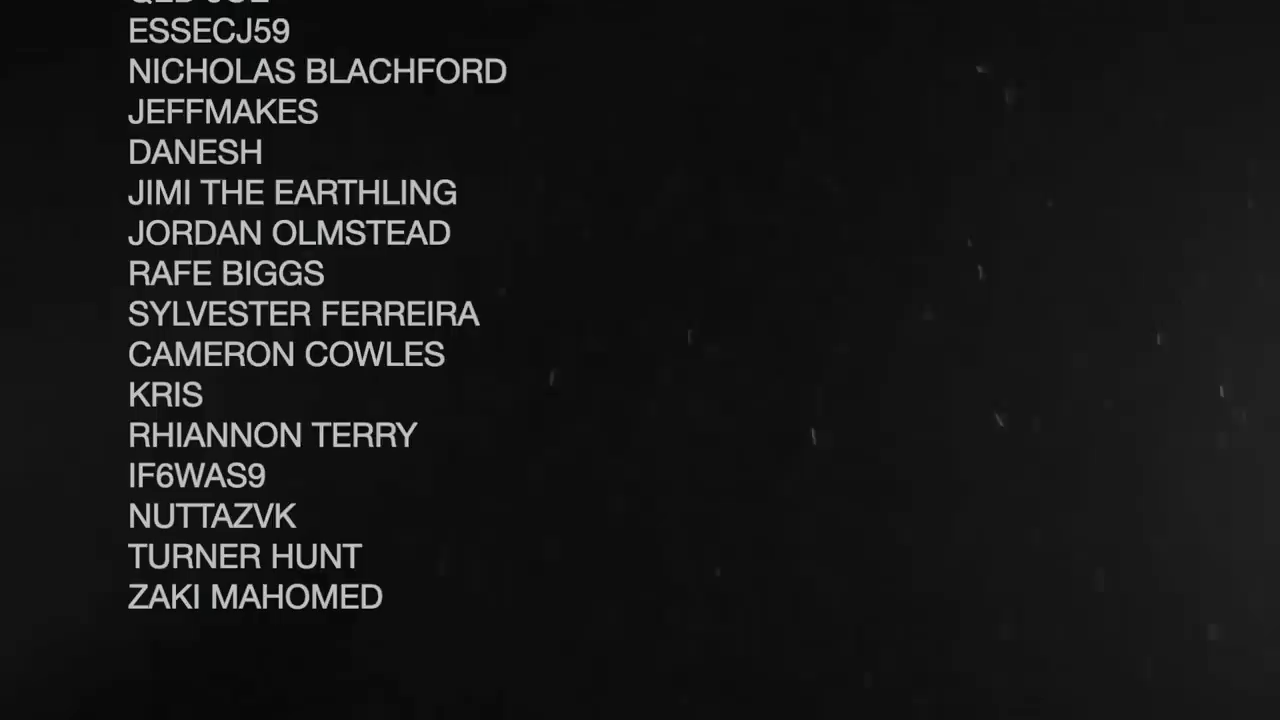 ESSECJ59
NICHOLAS BLACHFORD
JEFFMAKES
DANESH
JIMI THE EARTHLING
JORDAN OLMSTEAD
RAFE BIGGS
SYLVESTER FERREIRA
CAMERON COWLES
KRIS
RHIANNON TERRY
IF6WAS9
NUTTAZVK
TURNER HUNT
ZAKI MAHOMED